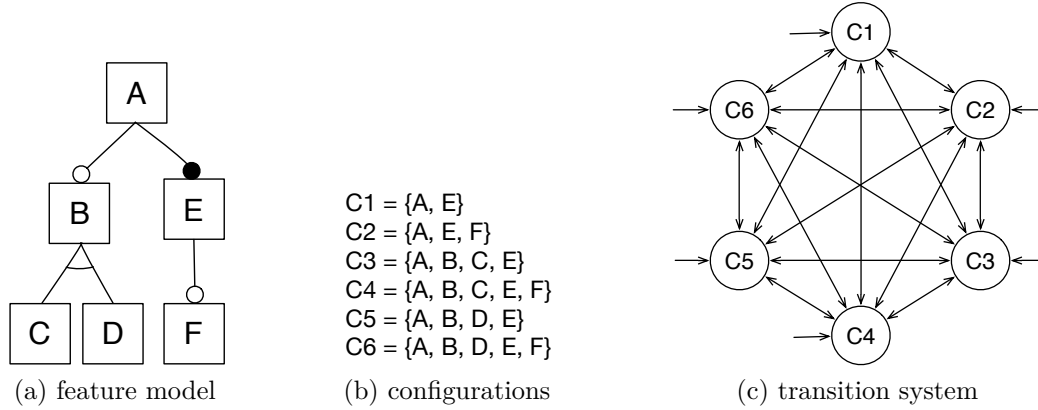 A
B
E
C
D
F
(a) feature model
C1 = {A, E}
C2 = {A, E, F}
C3 = {A, B, C, E}
C4 = {A, B, C, E, F}
C5 = {A, B, D, E}
C6 = {A, B, D, E, F}
(b) configurations
C1
C6
C2
C5
C3
C4
(c) transition system